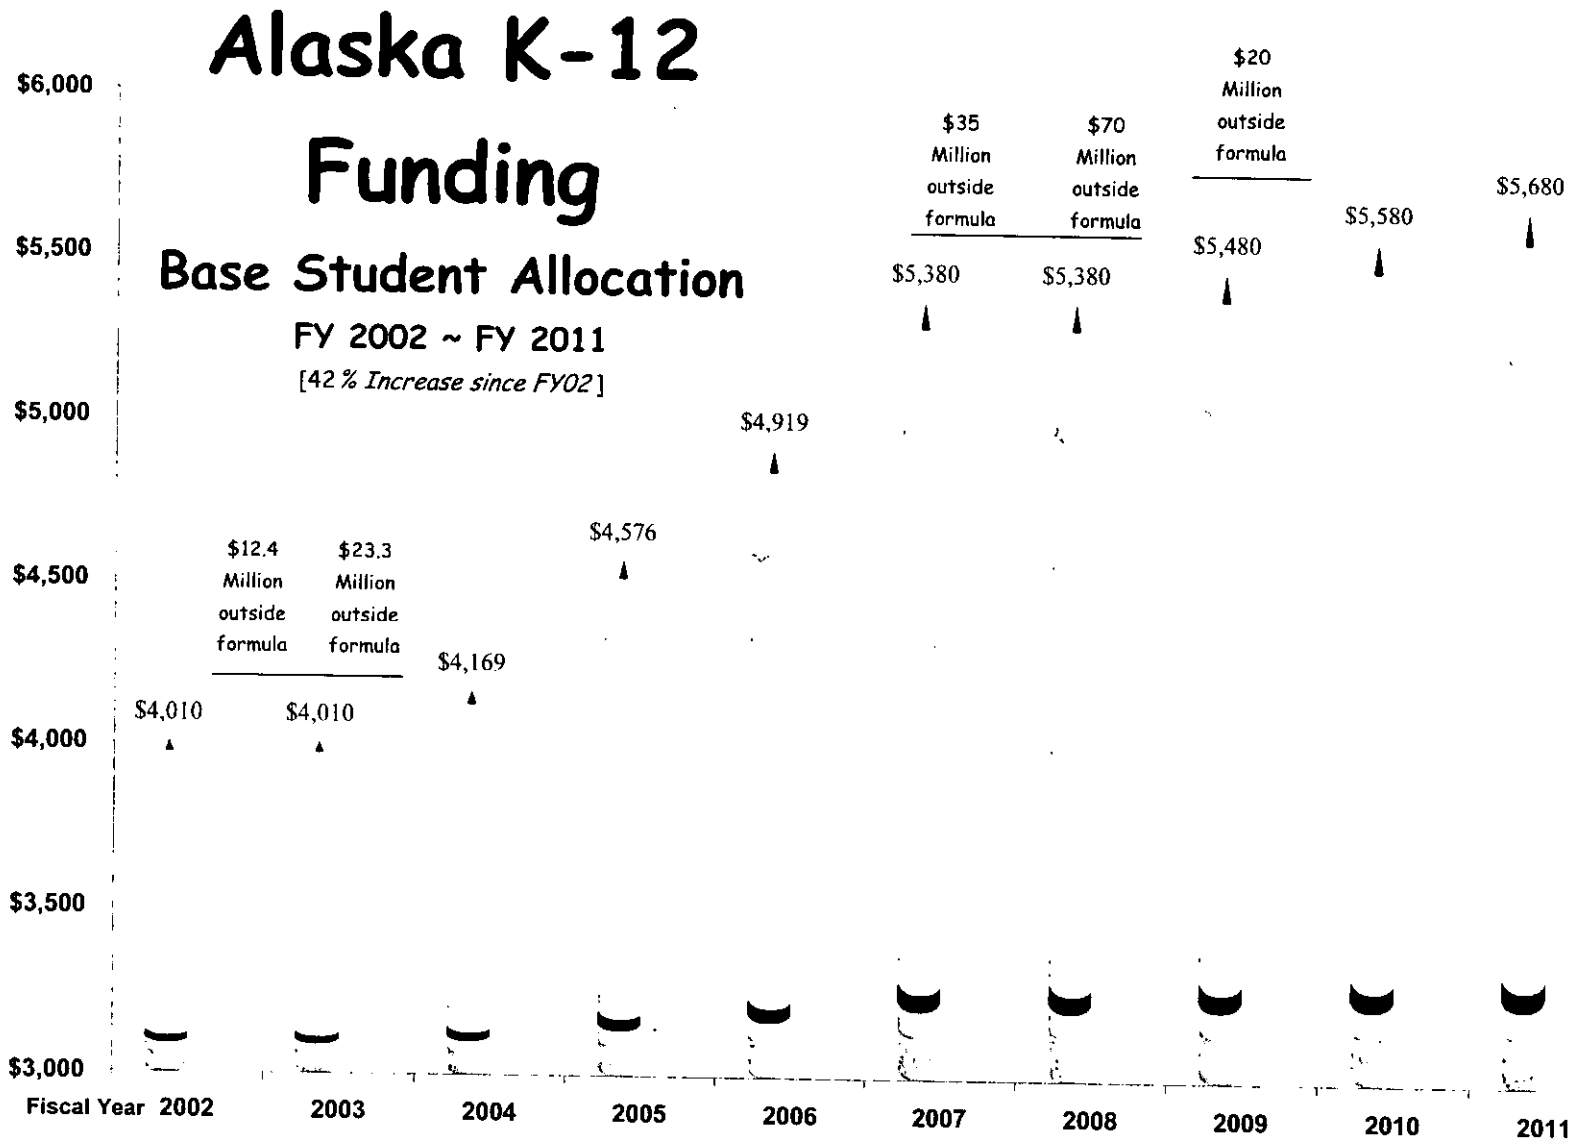 Alaska K-12
Funding
Base Student Allocation
FY 2002 ~ FY 2011
[42% Increase since FY02]
$6,000
$5,500
$5,000
$4,500
$4,000
$3,500
$3,000
$12.4
Million
outside
formula
$23.3
Million
outside
formula
$35
Million
outside
formula
$70
Million
outside
formula
$20
Million
outside
formula
$4,010
$4,010
$4,169
$4,576
$4,919
$5,380
$5,380
$5,480
$5,580
$5,680
Fiscal Year 2002 2003 2004 2005 2006 2007 2008 2009 2010 2011